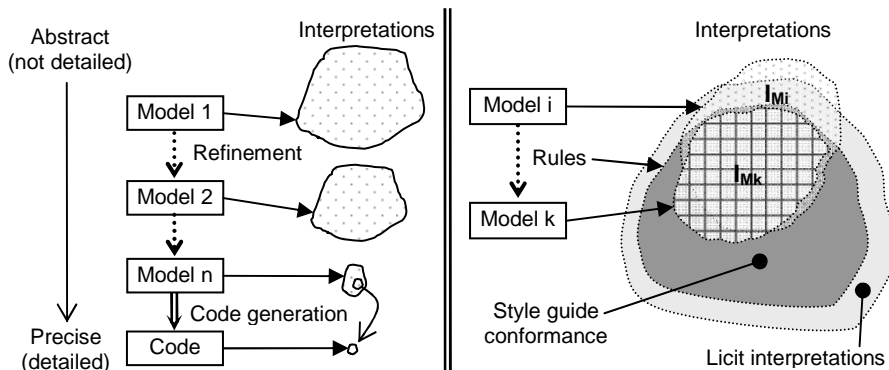 Abstract
(not detailed)
Interpretations
Model 1
Refinement
Model 2
Model n
Code generation
Precise
(detailed)
Code
Interpretations
Model i
I Mi
Rules
I Mk
Model k
Style guide
conformance
Licit interpretations